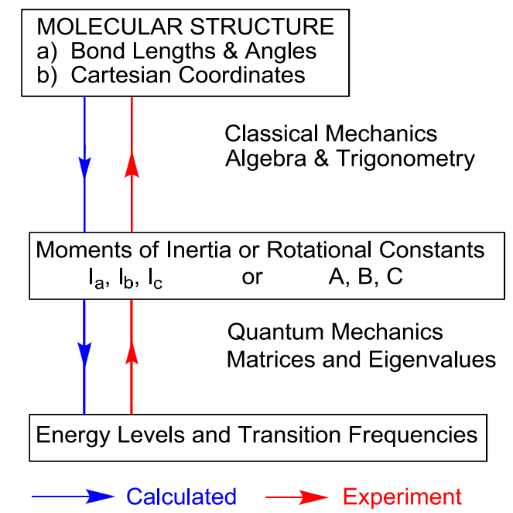 MOLECULAR STRUCTURE
a) Bond Lengths & Angles
b) Cartesian Coordinates
Classical Mechanics
Algebra & Trigonometry
Moments of Inertia or Rotational Constants
Ia, Ib, Ic or A, B, C
Quantum Mechanics
Matrices and Eigenvalues
Energy Levels and Transition Frequencies
Calculated Experiment